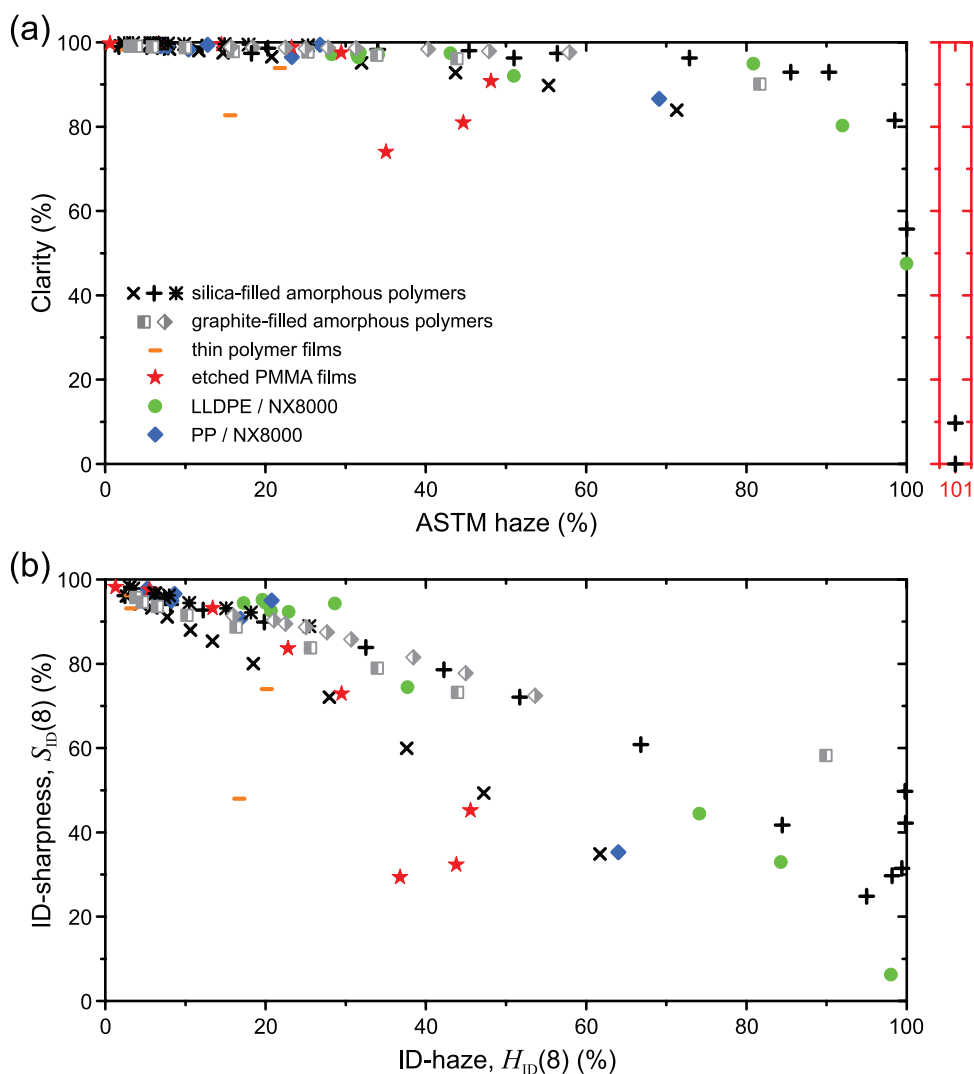 (a)
100
80
60
40
20
0
Clarity (%)
silica-filled amorphous polymers
graphite-filled amorphous polymers
thin polymer films
etched PMMA films
LLDPE / NX8000
PP / NX8000
0 20 40 60 80 100 101
ASTM haze (%)
(b)
100
80
60
40
20
0
ID-sharpness, S_ID(8) (%)
0 20 40 60 80 100
ID-haze, H_ID(8) (%)